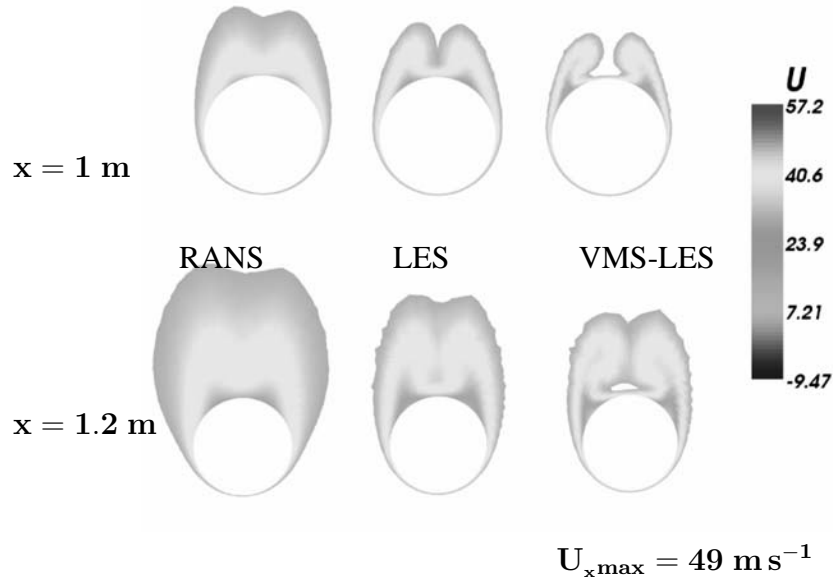 U
57.2
40.6
23.9
7.21
-9.47
x = 1 m
RANS LES VMS-LES
x = 1.2 m
Uₓmax = 49 m s⁻¹